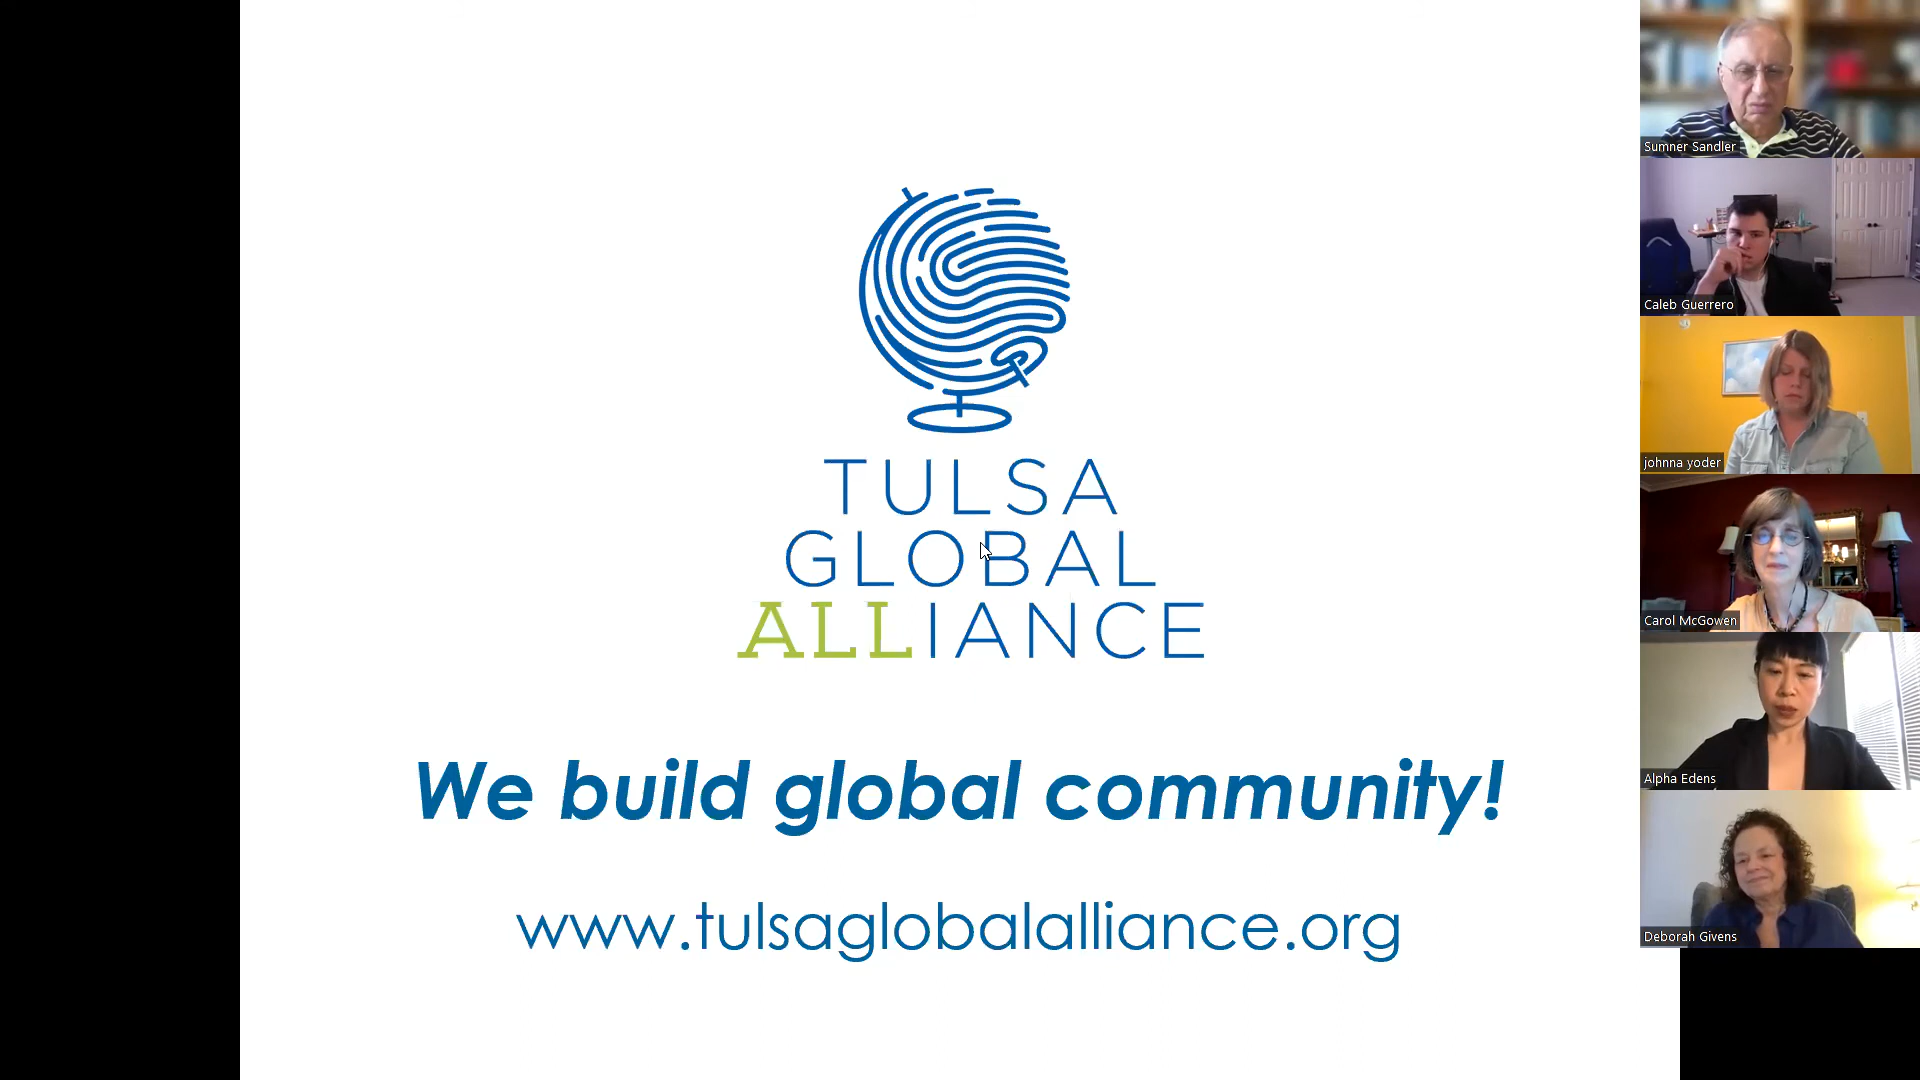 TULSA
GLOBAL
ALLIANCE
We build global community!
www.tulsaglobalalliance.org
Sumner Sandler
Caleb Guerrero
johnna yoder
Carol McGowen
Alpha Edens
Deborah Givens